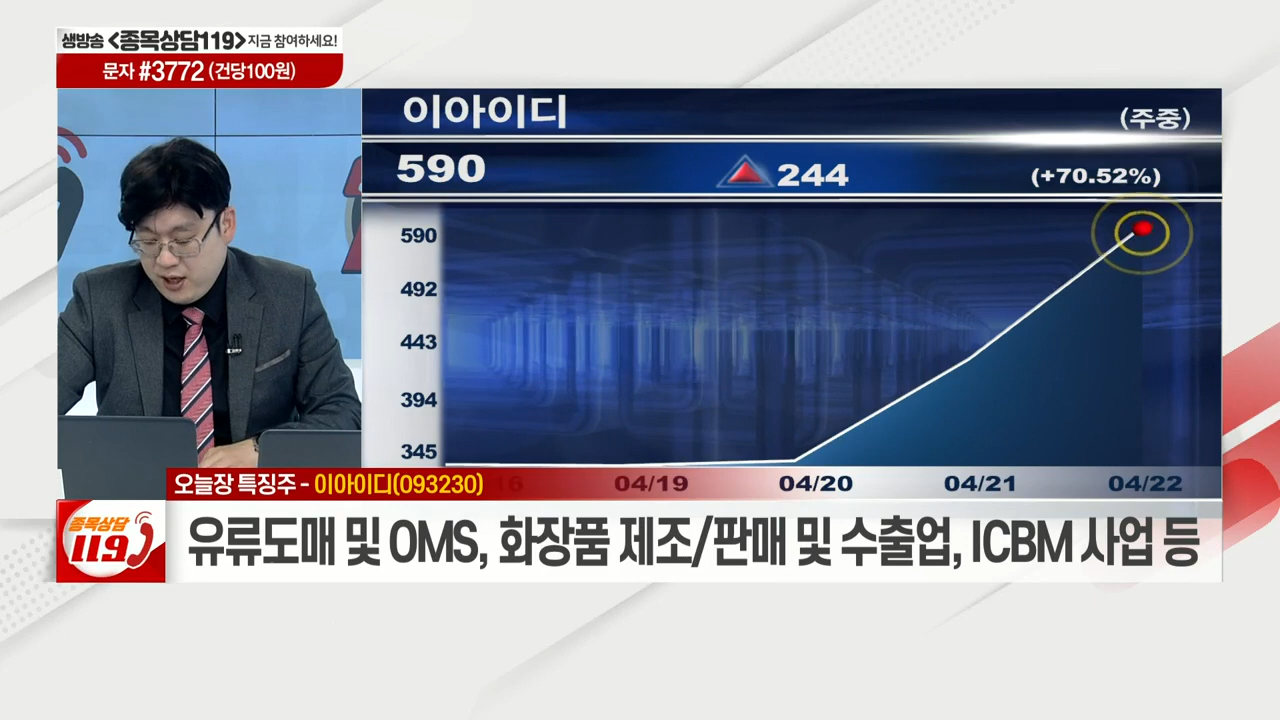 생방송 <종목상담119> 지금 참여하세요!
문자 #3772 (건당100원)
이아이디
(주중)
590
244
(+70.52%)
590
492
443
394
345
16 04/19 04/20 04/21 04/22
오늘장 특징주 - 이아이디(093230)
종목상담
119
유류도매 및 OMS, 화장품 제조/판매 및 수출업, ICBM 사업 등